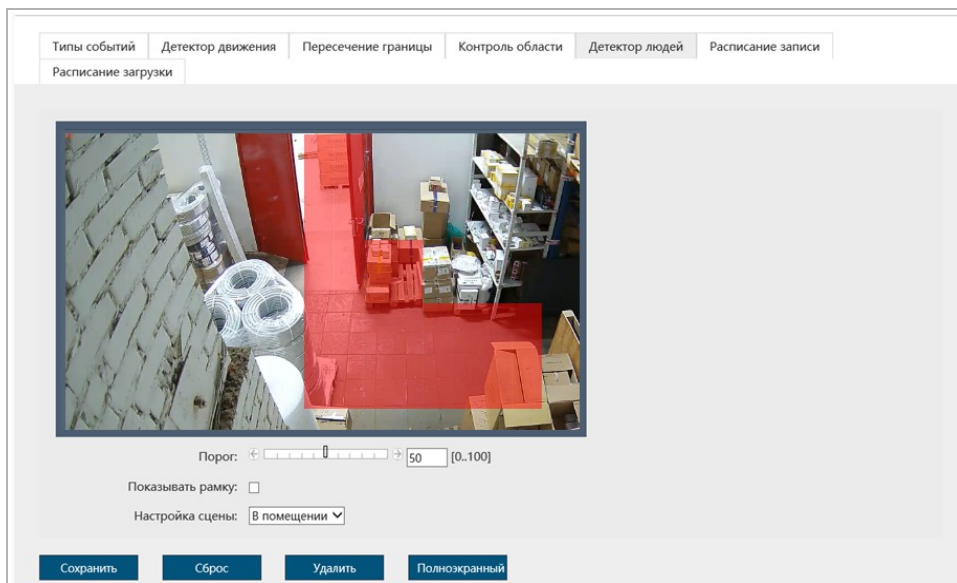 Типы событий Детектор движения Пересечение границы Контроль области Детектор людей Расписание записи
Расписание загрузки
Порог: 50 [0..100]
Показывать рамку:
Настройка сцены: В помещении
Сохранить Сброс Удалить Полноэкранный